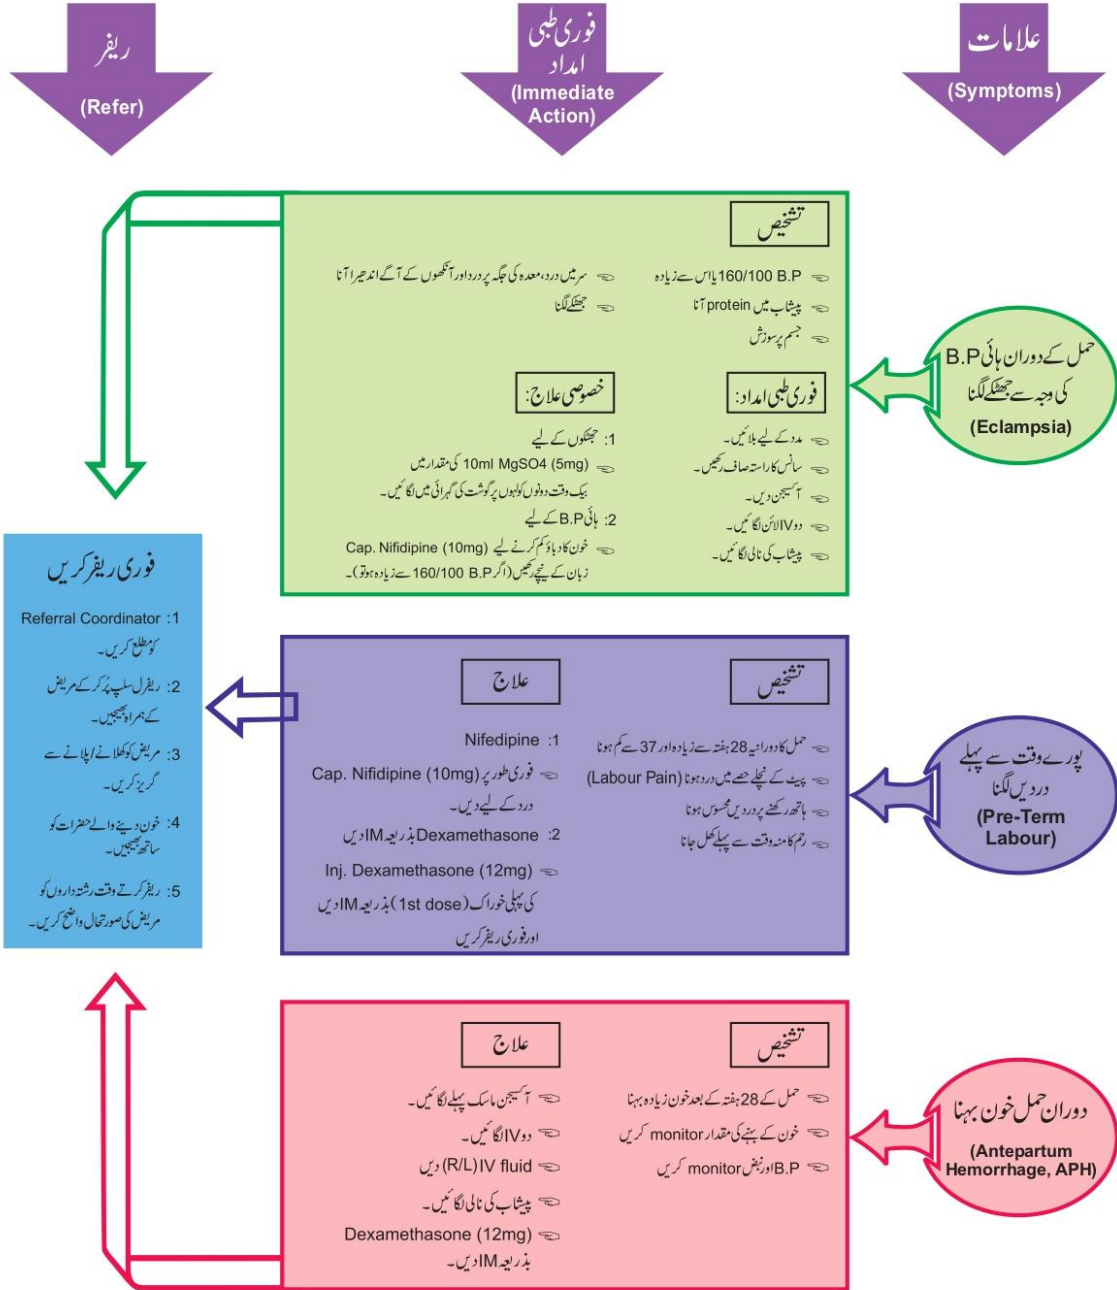 علامات
(Symptoms)
فوری طبی
امداد
(Immediate
Action)
ریفر
(Refer)
حمل کے دوران ہائی B.P
کی وجہ سے جھٹکے لگنا
(Eclampsia)
تشخیص
160/100 B.P یا اس سے زیادہ
پیشاب میں protein آنا
جسم پر سوزش
سر میں درد، معدہ کی جگہ پر درد اور آنکھوں کے آگے اندھیرا آنا
جھٹکے لگنا
فوری طبی امداد:
مدد کے لیے بلائیں۔
سانس کا راستہ صاف رکھیں۔
آکسیجن دیں۔
دو IV لائن لگائیں۔
پیشاب کی نالی لگائیں۔
خصوصی علاج:
1: جھٹکوں کے لیے
10ml MgSO4 (5mg) کی مقدار میں
بیک وقت دونوں کولہوں پر گوشت کی گہرائی میں لگائیں۔
2: ہائی B.P کے لیے
خون کا دباؤ کم کرنے لیے Cap. Nifidipine (10mg)
زبان کے نیچے رکھیں (اگر 160/100 B.P سے زیادہ ہو تو)۔
پورے وقت سے پہلے
دردیں لگنا
(Pre-Term
Labour)
تشخیص
حمل کا دورانیہ 28 ہفتہ سے زیادہ اور 37 سے کم ہونا
پیٹ کے نچلے حصے میں درد ہونا (Labour Pain)
ہاتھ رکھنے پر دردیں محسوس ہونا
رحم کا منہ وقت سے پہلے کھل جانا
علاج
1: Nifedipine
فوری طور پر Cap. Nifidipine (10mg)
درد کے لیے دیں۔
2: Dexamethasone بذریعہ IM دیں
Inj. Dexamethasone (12mg)
کی پہلی خوراک (1st dose) بذریعہ IM دیں
اور فوری ریفر کریں
دوران حمل خون بہنا
(Antepartum
Hemorrhage, APH)
تشخیص
حمل کے 28 ہفتہ کے بعد خون زیادہ بہنا
خون کے بہنے کی مقدار monitor کریں
B.P اور نبض monitor کریں
علاج
آکسیجن ماسک پہلے لگائیں۔
دو IV لگائیں۔
IV fluid (R/L) دیں
پیشاب کی نالی لگائیں۔
Dexamethasone (12mg)
بذریعہ IM دیں۔
فوری ریفر کریں
1: Referral Coordinator
کو مطلع کریں۔
2: ریفرل سلپ پُر کر کے مریض
کے ہمراہ بھیجیں۔
3: مریض کو کھلانے/پلانے سے
گریز کریں۔
4: خون دینے والے حضرات کو
ساتھ بھیجیں۔
5: ریفر کرتے وقت رشتہ داروں کو
مریض کی صورتحال واضح کریں۔